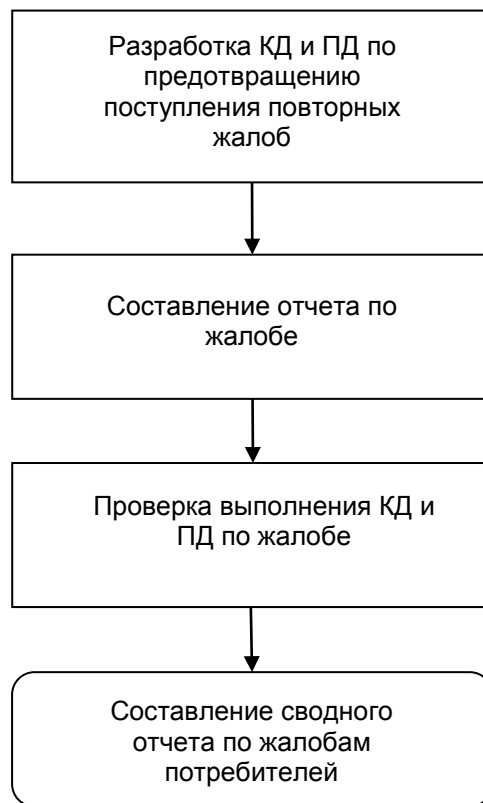 Разработка КД и ПД по
предотвращению
поступления повторных
жалоб
Составление отчета по
жалобе
Проверка выполнения КД и
ПД по жалобе
Составление сводного
отчета по жалобам
потребителей